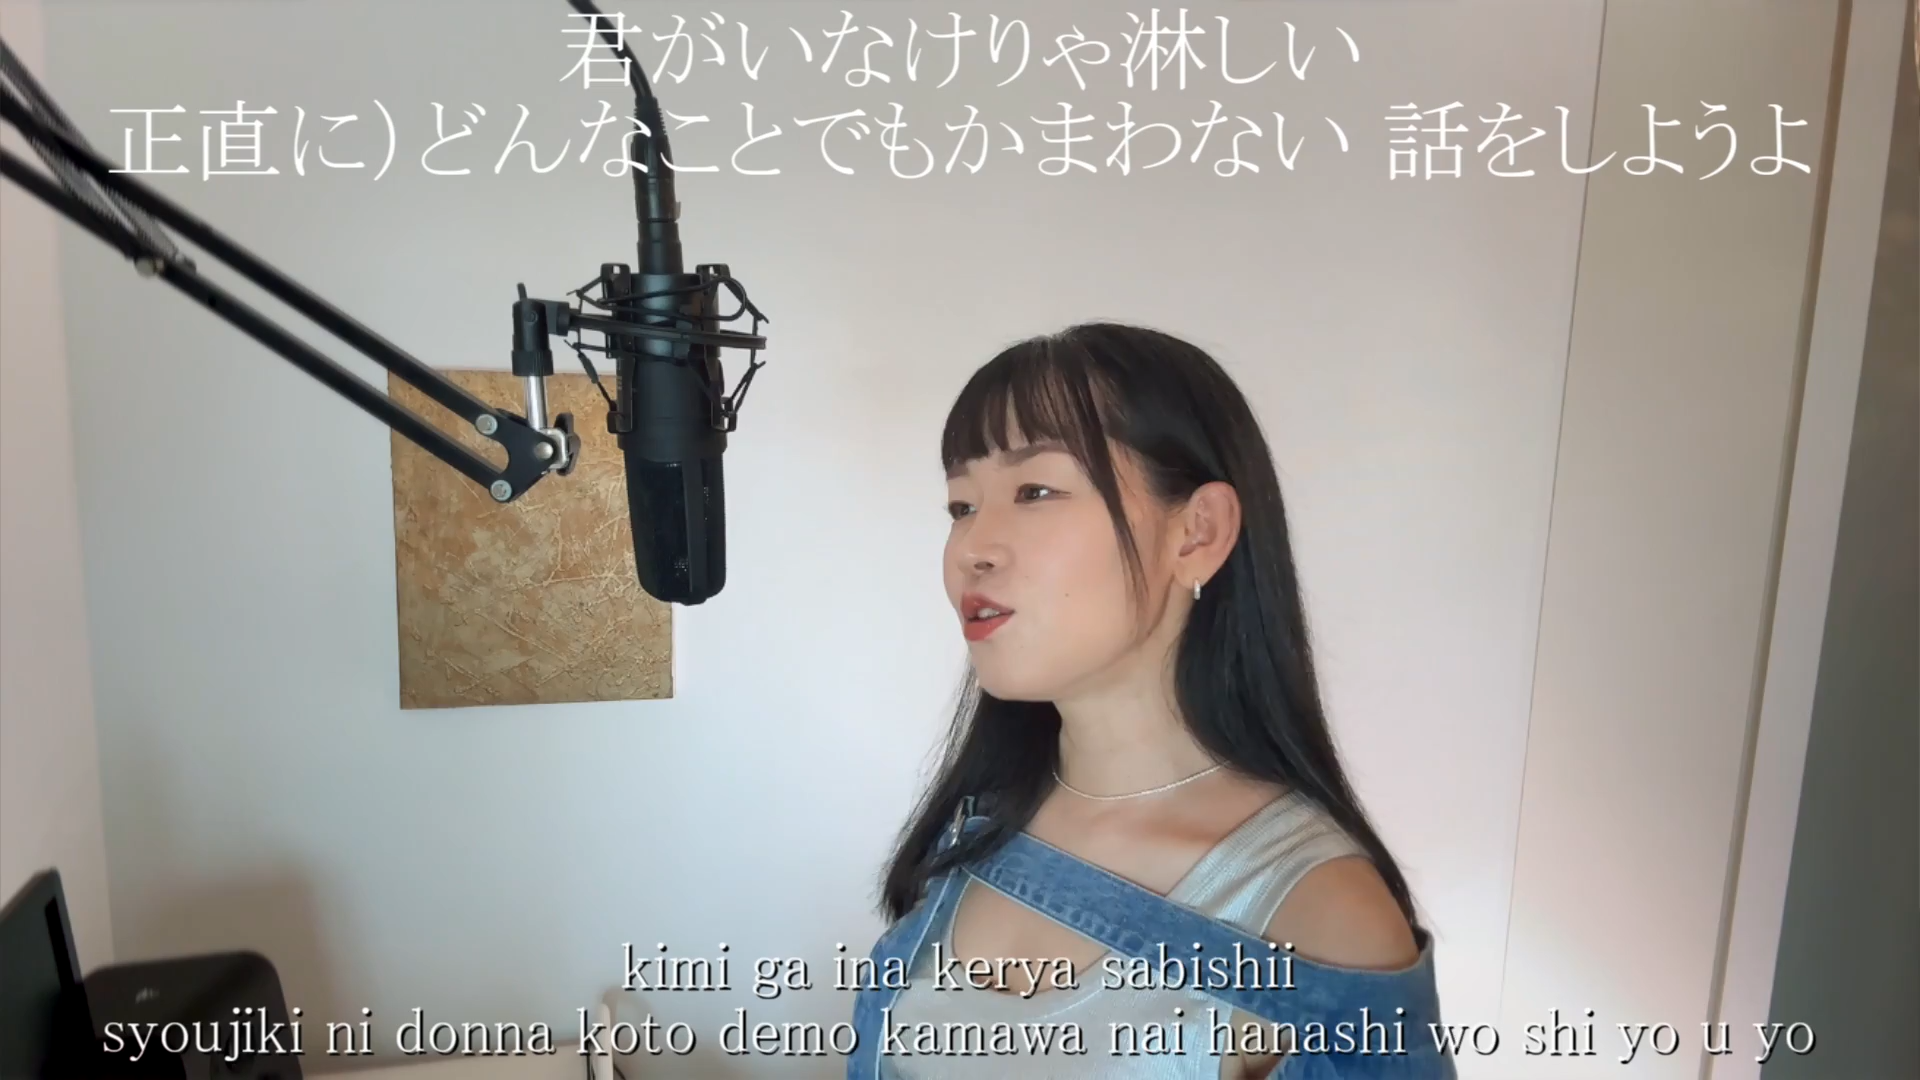 君がいなけりゃ淋しい
正直に）どんなことでもかまわない 話をしようよ
kimi ga ina kerya sabishii
syoujiki ni donna koto demo kamawa nai hanashi wo shi yo u yo